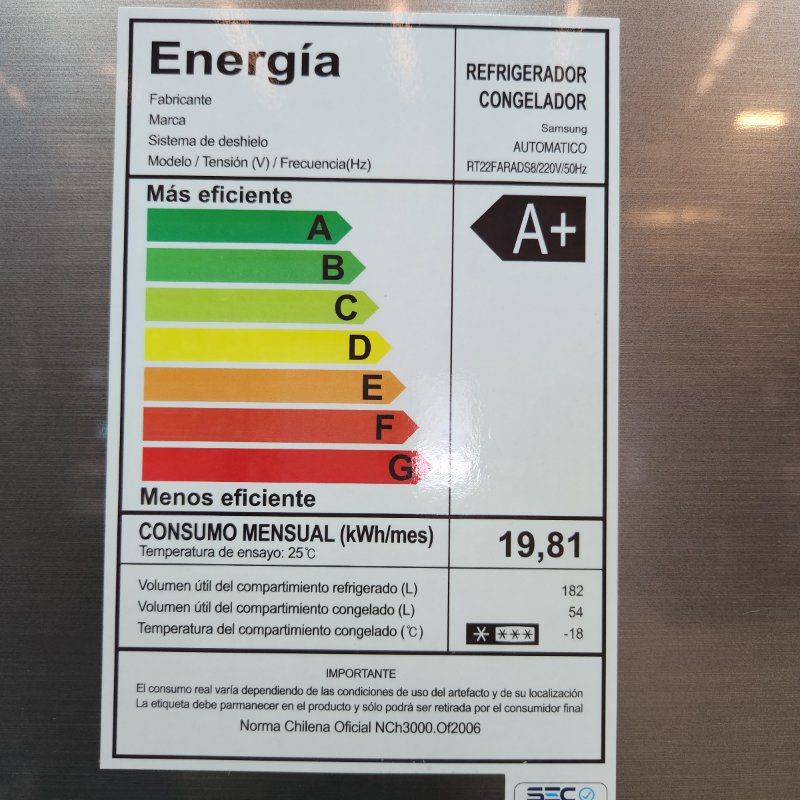 Energía
REFRIGERADOR
CONGELADOR
Fabricante
Marca
Samsung
Sistema de deshielo
AUTOMATICO
Modelo / Tensión (V) / Frecuencia(Hz)
RT22FARADS8/220V/50Hz
Más eficiente
A+
A
B
C
D
E
F
G
Menos eficiente
CONSUMO MENSUAL (kWh/mes)
19,81
Temperatura de ensayo: 25℃
Volumen útil del compartimiento refrigerado (L)
182
Volumen útil del compartimiento congelado (L)
54
Temperatura del compartimiento congelado (℃)
-18
IMPORTANTE
El consumo real varía dependiendo de las condiciones de uso del artefacto y de su localización
La etiqueta debe parmanecer en el producto y sólo podrá ser retirada por el consumidor final
Norma Chilena Oficial NCh3000.Of2006
SEC